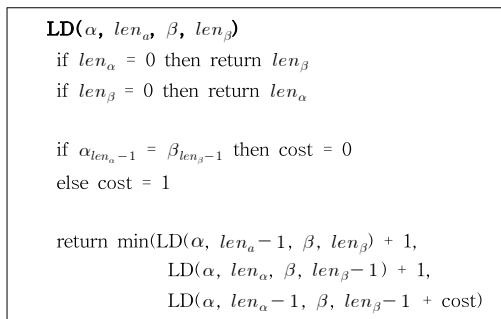 LD(α, len_a, β, len_β)
if len_α = 0 then return len_β
if len_β = 0 then return len_α
if α_{len_α−1} = β_{len_β−1} then cost = 0
else cost = 1
return min(LD(α, len_a−1, β, len_β) + 1,
LD(α, len_α, β, len_β−1) + 1,
LD(α, len_α−1, β, len_β−1 + cost)